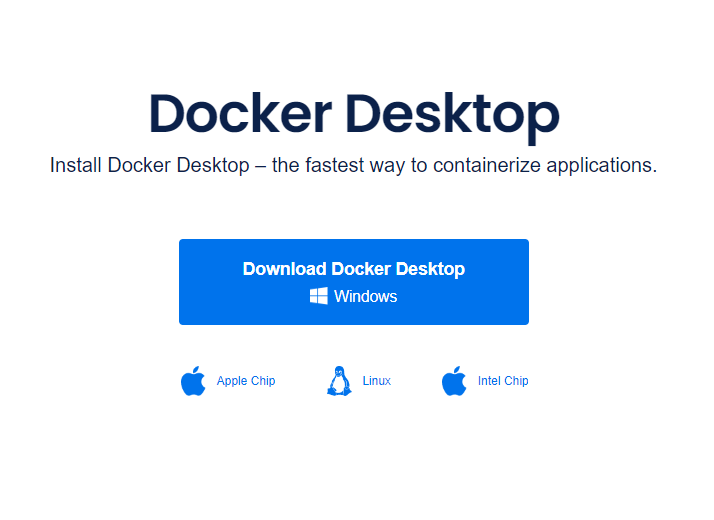 Docker Desktop
Install Docker Desktop – the fastest way to containerize applications.
Download Docker Desktop
Windows
Apple Chip
Linux
Intel Chip